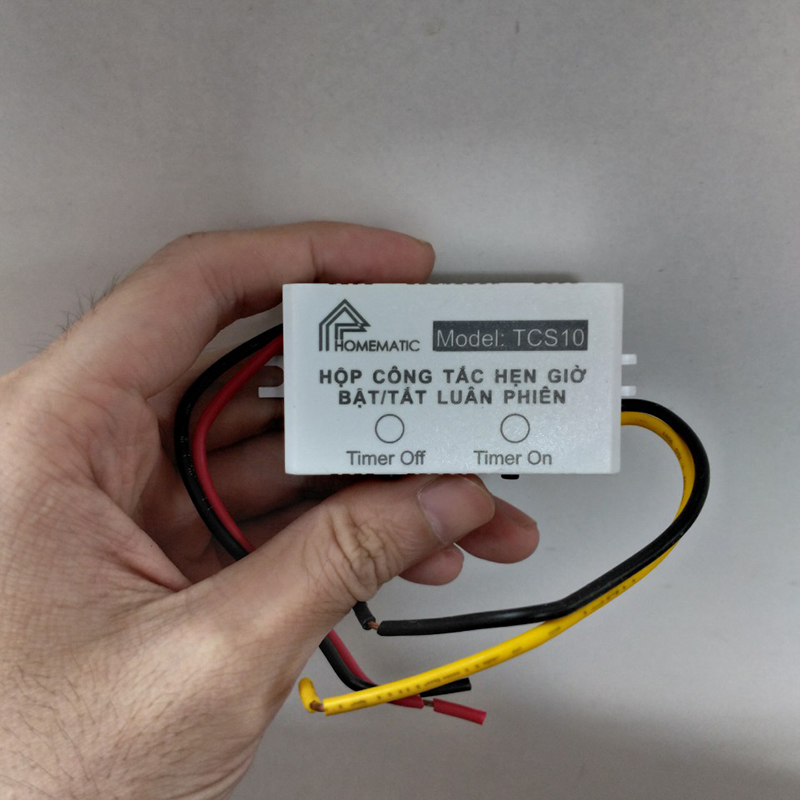 HOMEMATIC
Model: TCS10
HỘP CÔNG TẮC HẸN GIỜ
BẬT/TẮT LUÂN PHIÊN
Timer Off
Timer On